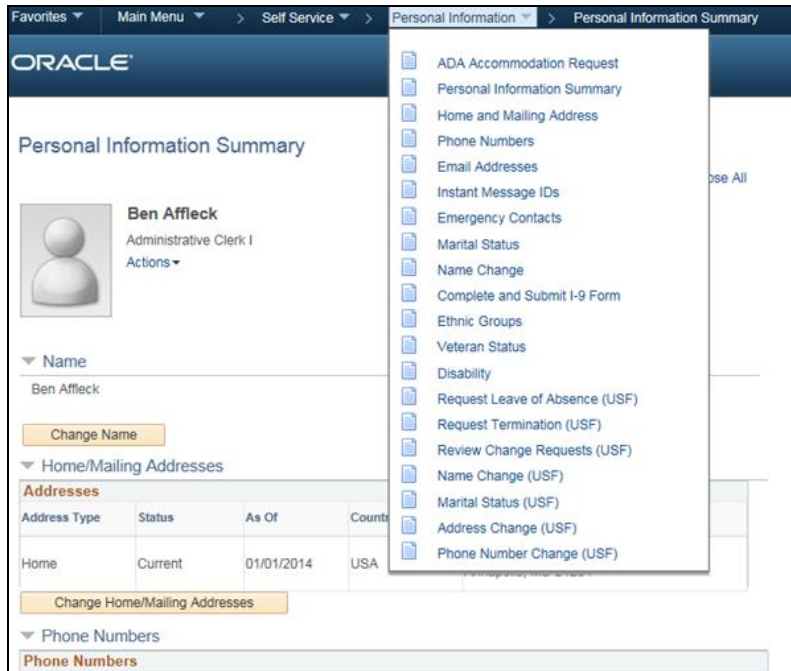 Favorites Main Menu > Self Service > Personal Information > Personal Information Summary
ORACLE
ADA Accommodation Request
Personal Information Summary
Home and Mailing Address
Phone Numbers
Email Addresses
Instant Message IDs
Emergency Contacts
Marital Status
Name Change
Complete and Submit I-9 Form
Ethnic Groups
Veteran Status
Disability
Request Leave of Absence (USF)
Request Termination (USF)
Review Change Requests (USF)
Name Change (USF)
Marital Status (USF)
Address Change (USF)
Phone Number Change (USF)
Personal Information Summary
All
Ben Affleck
Administrative Clerk I
Actions
Name
Ben Affleck
Change Name
Home/Mailing Addresses
Addresses
Address Type Status As Of
Home Current 01/01/2014 USA
Change Home/Mailing Addresses
Phone Numbers
Phone Numbers